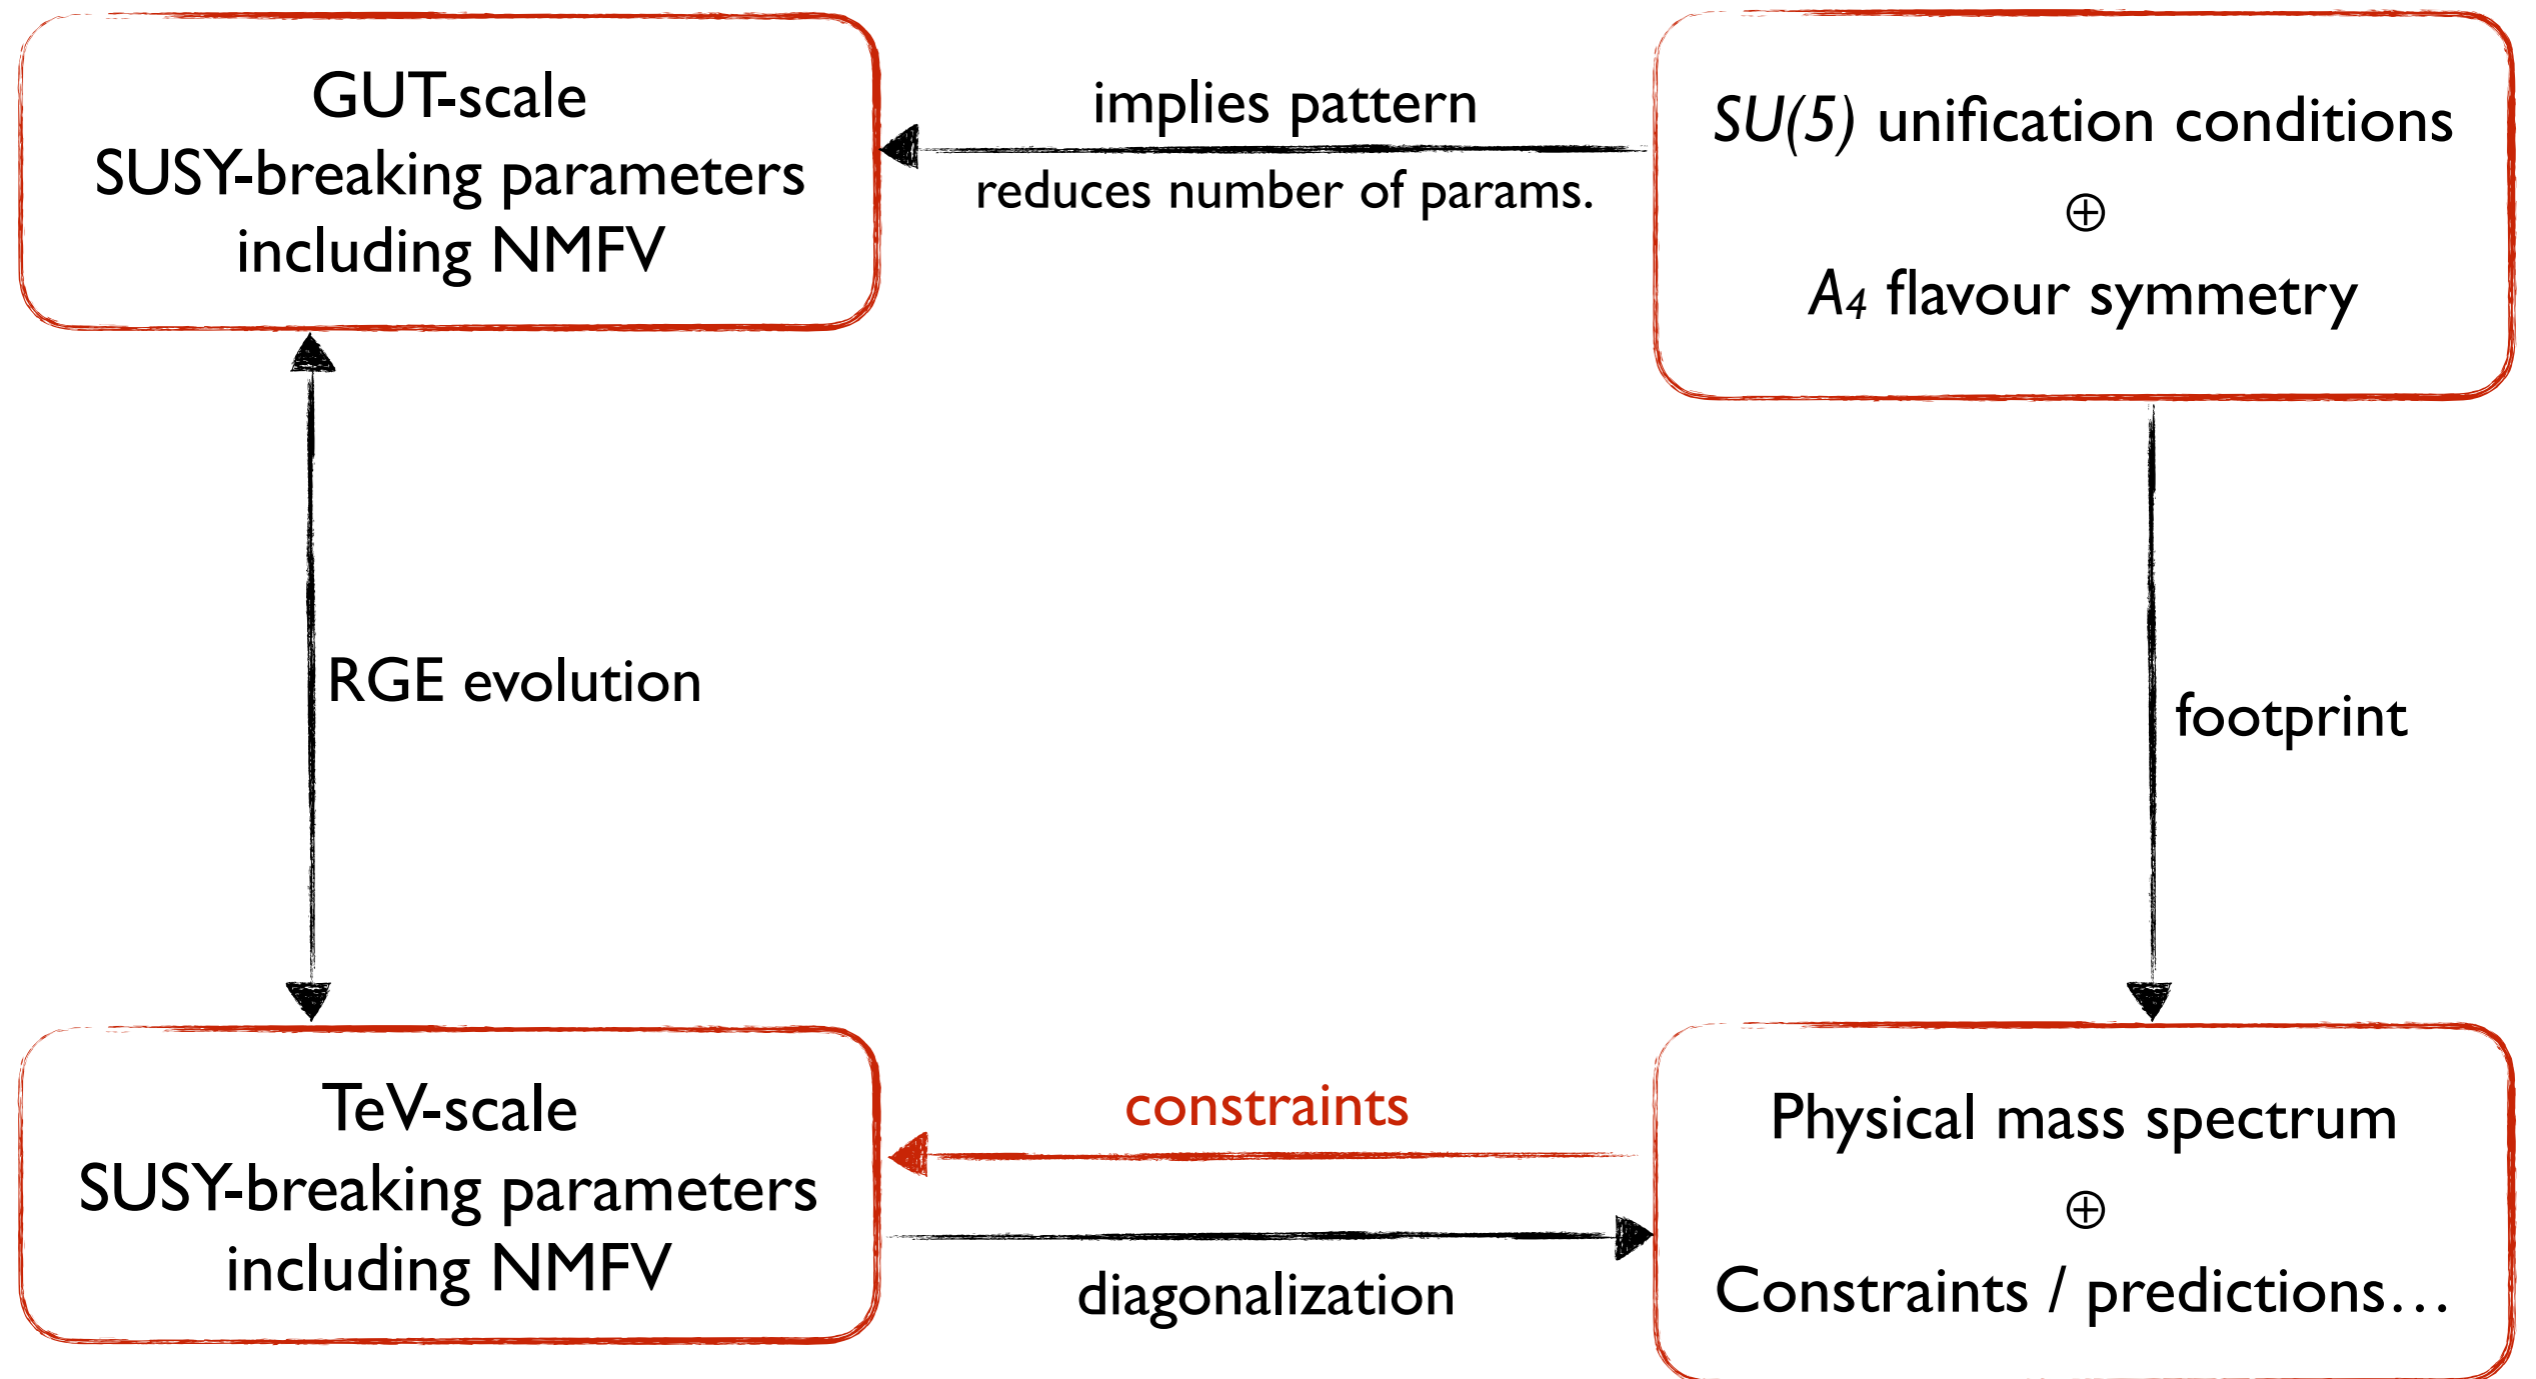 GUT-scale
SUSY-breaking parameters
including NMFV
implies pattern
reduces number of params.
SU(5) unification conditions
⊕
A₄ flavour symmetry
RGE evolution
footprint
TeV-scale
SUSY-breaking parameters
including NMFV
constraints
diagonalization
Physical mass spectrum
⊕
Constraints / predictions…